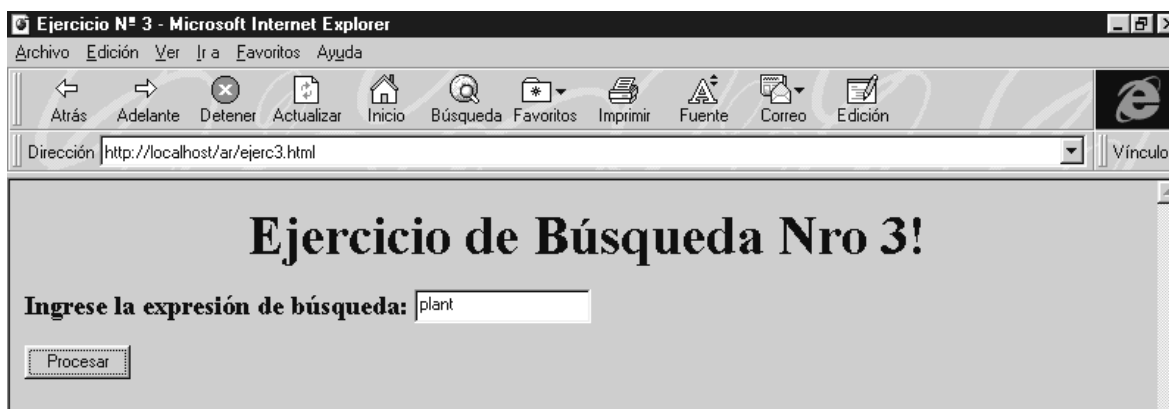 Ejercicio Nº 3 - Microsoft Internet Explorer
Archivo Edición Ver Ir a Favoritos Ayuda
Atrás Adelante Detener Actualizar Inicio Búsqueda Favoritos Imprimir Fuente Correo Edición
Dirección http://localhost/ar/ejerc3.html Vínculo
Ejercicio de Búsqueda Nro 3!
Ingrese la expresión de búsqueda: plant
Procesar